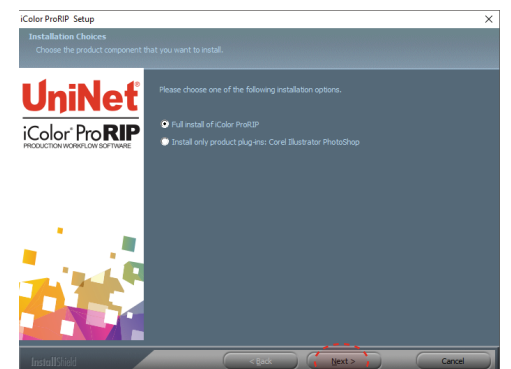 iColor ProRIP Setup
Installation Choices
Choose the product component that you want to install.
UniNet®
iColor® ProRIP
PRODUCTION WORKFLOW SOFTWARE
Please choose one of the following installation options.
Full install of iColor ProRIP
Install only product plug-ins: Corel Illustrator PhotoShop
InstallShield
< Back
Next >
Cancel